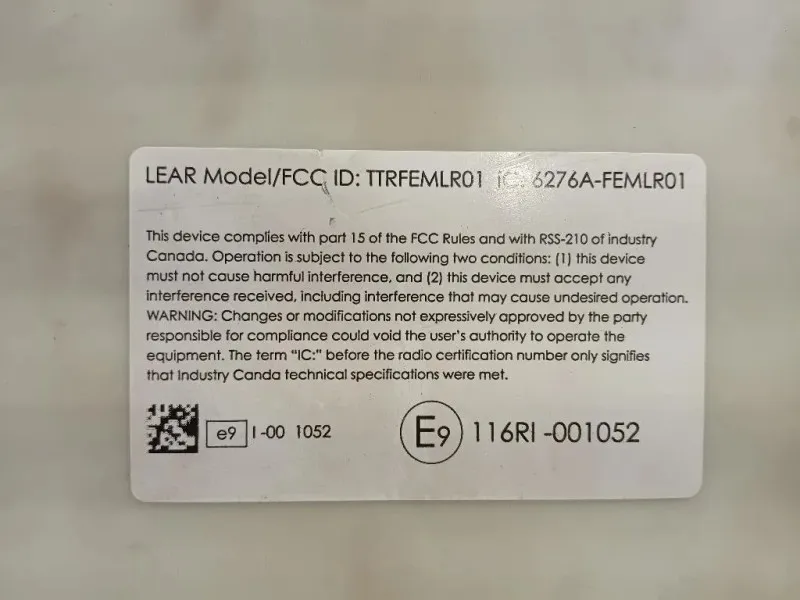 LEAR Model/FCC ID: TTRFEMLR01 IC: 6276A-FEMLR01
This device complies with part 15 of the FCC Rules and with RSS-210 of industry
Canada. Operation is subject to the following two conditions: (1) this device
must not cause harmful interference, and (2) this device must accept any
interference received, including interference that may cause undesired operation.
WARNING: Changes or modifications not expressively approved by the party
responsible for compliance could void the user's authority to operate the
equipment. The term "IC:" before the radio certification number only signifies
that Industry Canda technical specifications were met.
e9 I-00 1052 E9 116RI -001052